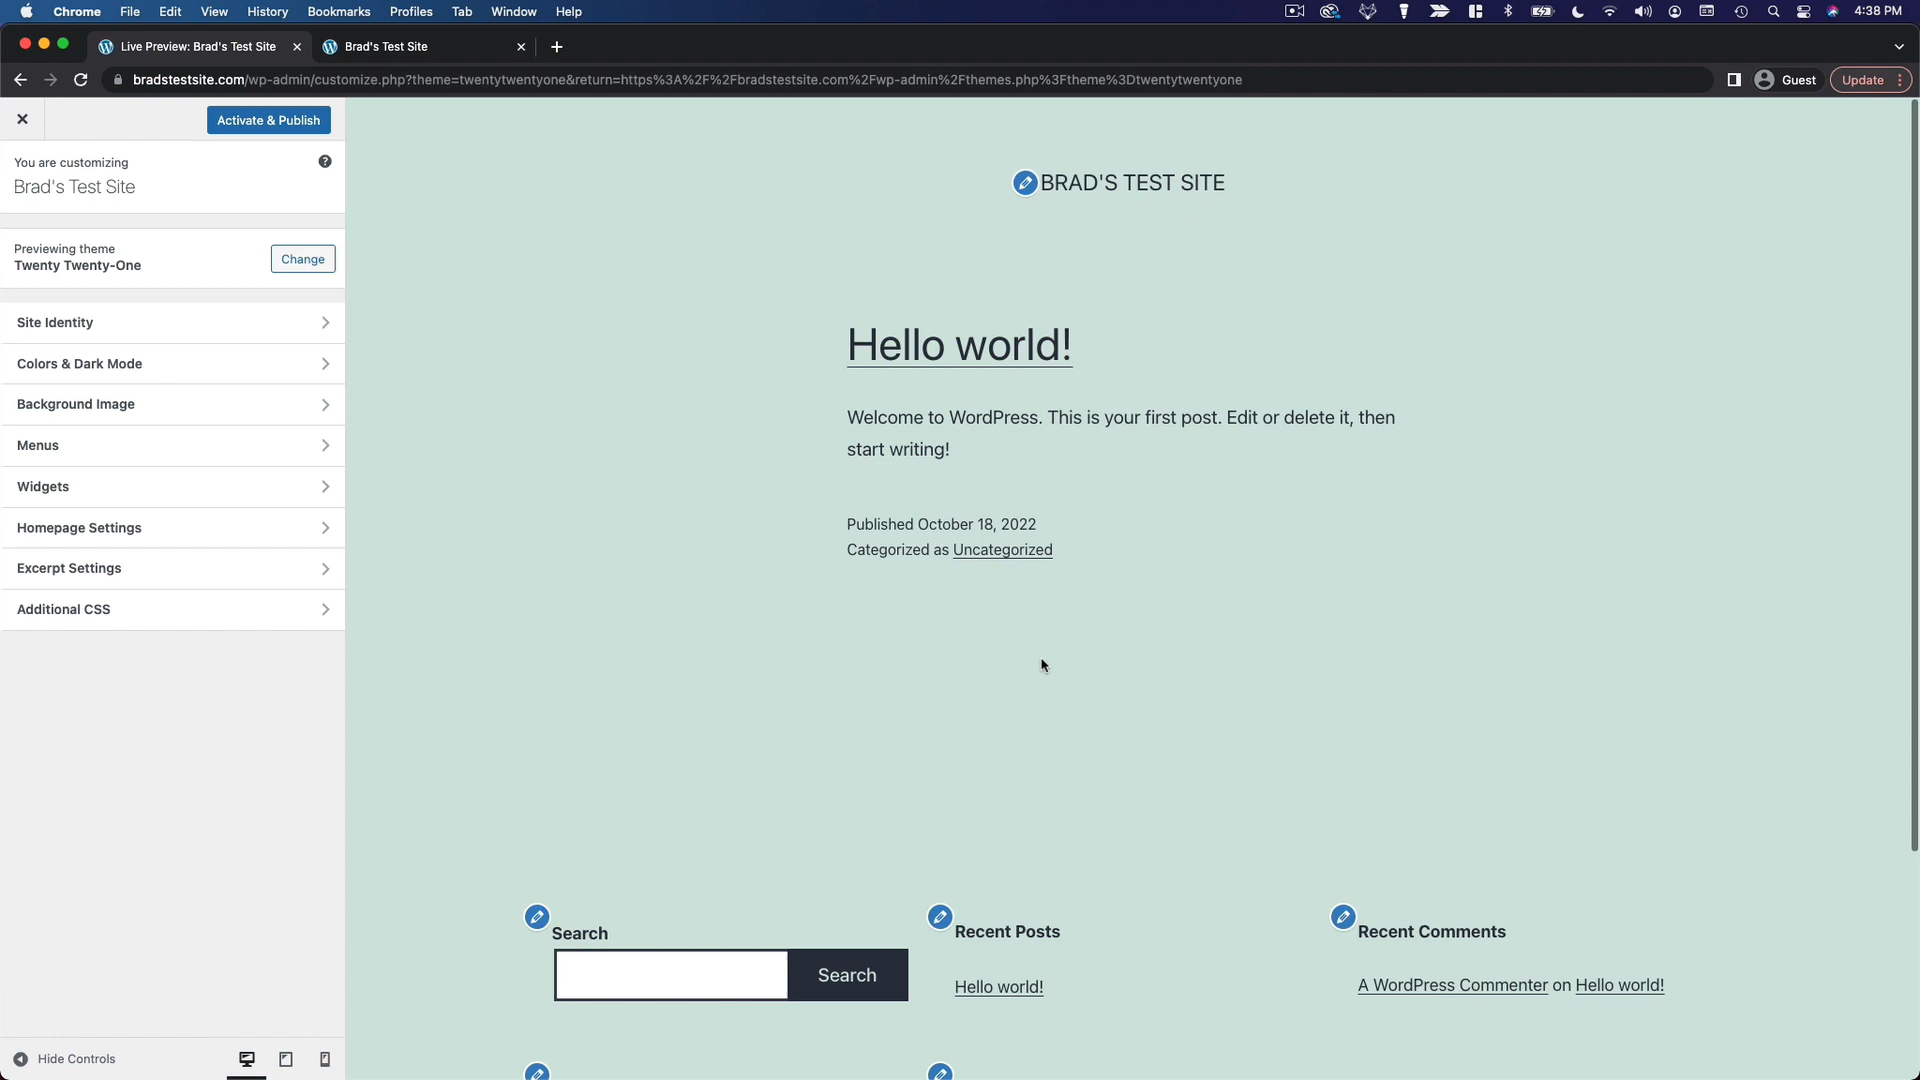 Chrome File Edit View History Bookmarks Profiles Tab Window Help 4:38 PM
Live Preview: Brad's Test Site Brad's Test Site
bradstestsite.com/wp-admin/customize.php?theme=twentytwentyone&return=https%3A%2F%2Fbradstestsite.com%2Fwp-admin%2Fthemes.php%3Ftheme%3Dtwentytwentyone Guest Update
Activate & Publish
You are customizing
Brad's Test Site
Previewing theme
Twenty Twenty-One
Change
Site Identity
Colors & Dark Mode
Background Image
Menus
Widgets
Homepage Settings
Excerpt Settings
Additional CSS
Hide Controls
BRAD'S TEST SITE
Hello world!
Welcome to WordPress. This is your first post. Edit or delete it, then
start writing!
Published October 18, 2022
Categorized as Uncategorized
Search
Search
Recent Posts
Hello world!
Recent Comments
A WordPress Commenter on Hello world!